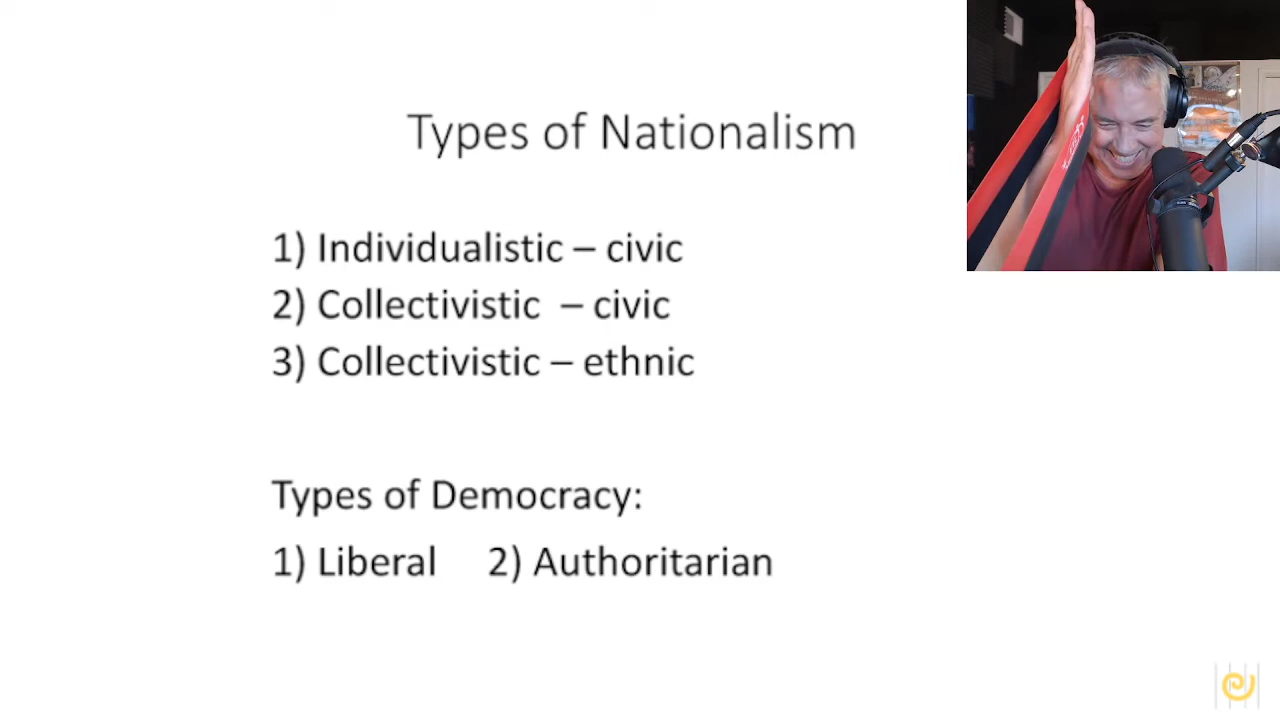 Types of Nationalism
1) Individualistic – civic
2) Collectivistic – civic
3) Collectivistic – ethnic
Types of Democracy:
1) Liberal 2) Authoritarian